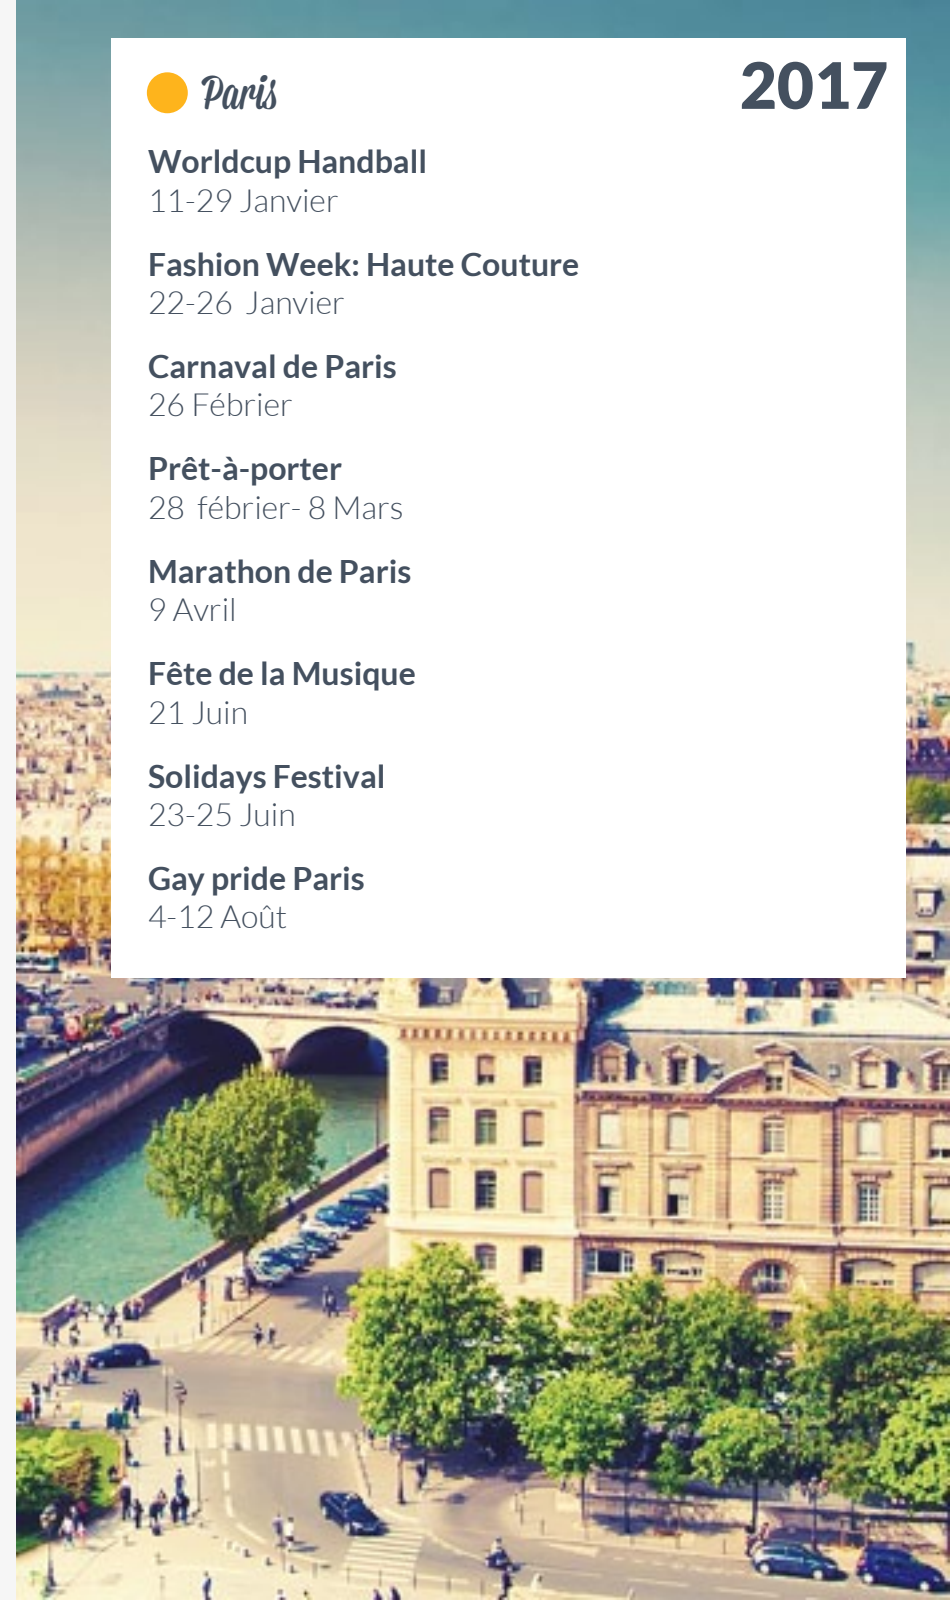 Paris
2017
Worldcup Handball
11-29 Janvier
Fashion Week: Haute Couture
22-26 Janvier
Carnaval de Paris
26 Fébrier
Prêt-à-porter
28 fébrier- 8 Mars
Marathon de Paris
9 Avril
Fête de la Musique
21 Juin
Solidays Festival
23-25 Juin
Gay pride Paris
4-12 Août